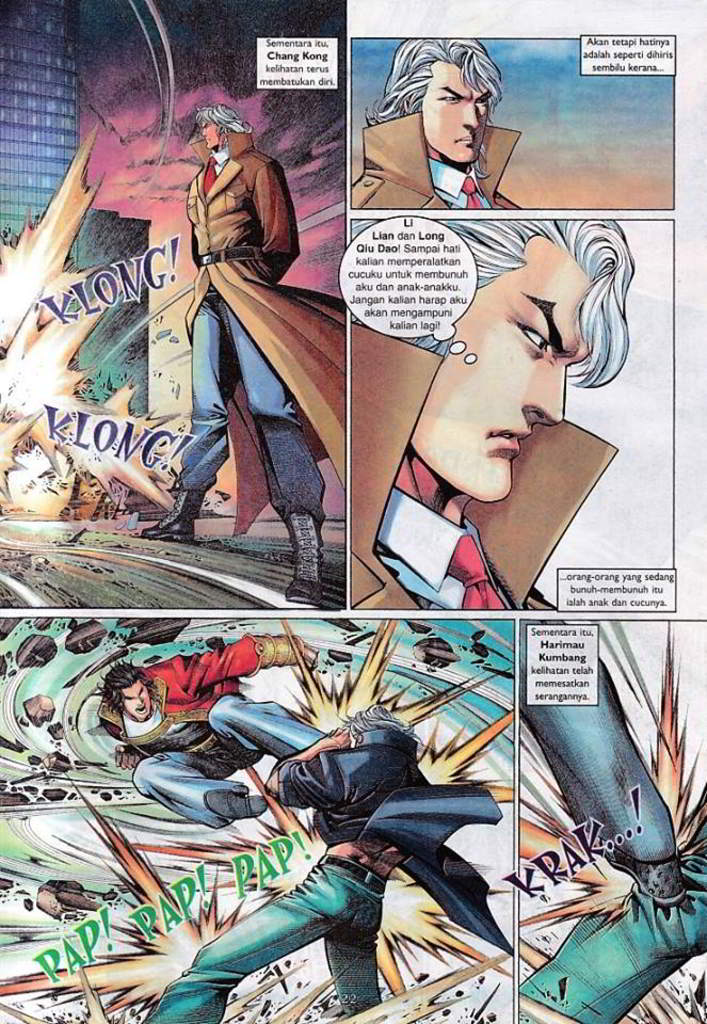 Sementara itu,
Chang Kong
kelihatan terus
membatukan diri.
KLONG!
KLONG!
Akan tetapi hatinya
adalah seperti dihiris
sembilu kerana...
Li
Lian dan Long
Qiu Dao! Sampai hati
kalian memperalatkan
cucuku untuk membunuh
aku dan anak-anakku.
Jangan kalian harap aku
akan mengampuni
kalian lagi!
...orang-orang yang sedang
bunuh-membunuh itu
ialah anak dan cucunya.
PAP! PAP! PAP!
Sementara itu,
Harimau
Kumbang
kelihatan telah
memesatkan
serangannya.
KRAK....!
22